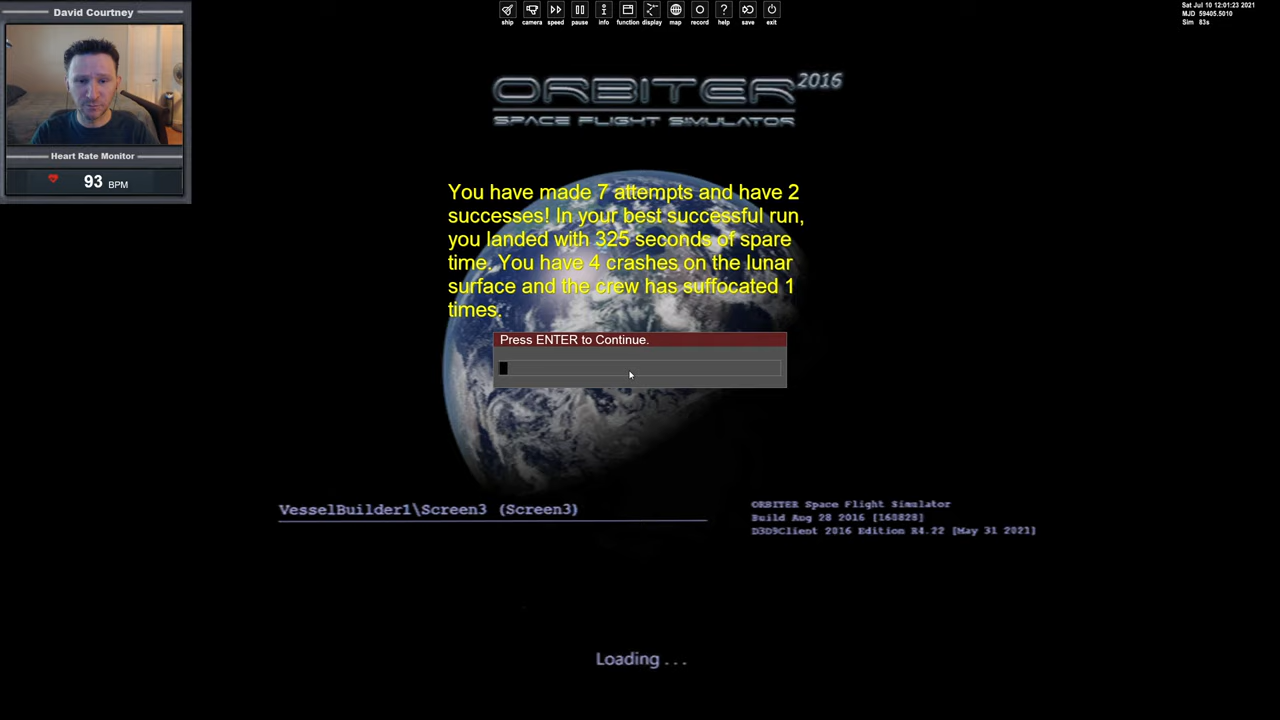 David Courtney
Heart Rate Monitor
93 BPM
ship camera speed pause info function display map record help save exit
Sat Jul 10 12:01:23 2021
MJD 59405.5010
Sim 83s
ORBITER 2016
SPACE FLIGHT SIMULATOR
You have made 7 attempts and have 2
successes! In your best successful run,
you landed with 325 seconds of spare
time. You have 4 crashes on the lunar
surface and the crew has suffocated 1
times.
Press ENTER to Continue.
VesselBuilder1\Screen3 (Screen3)
ORBITER Space Flight Simulator
Build Aug 28 2016 [160828]
D3D9Client 2016 Edition R4.22 [May 31 2021]
Loading . . .